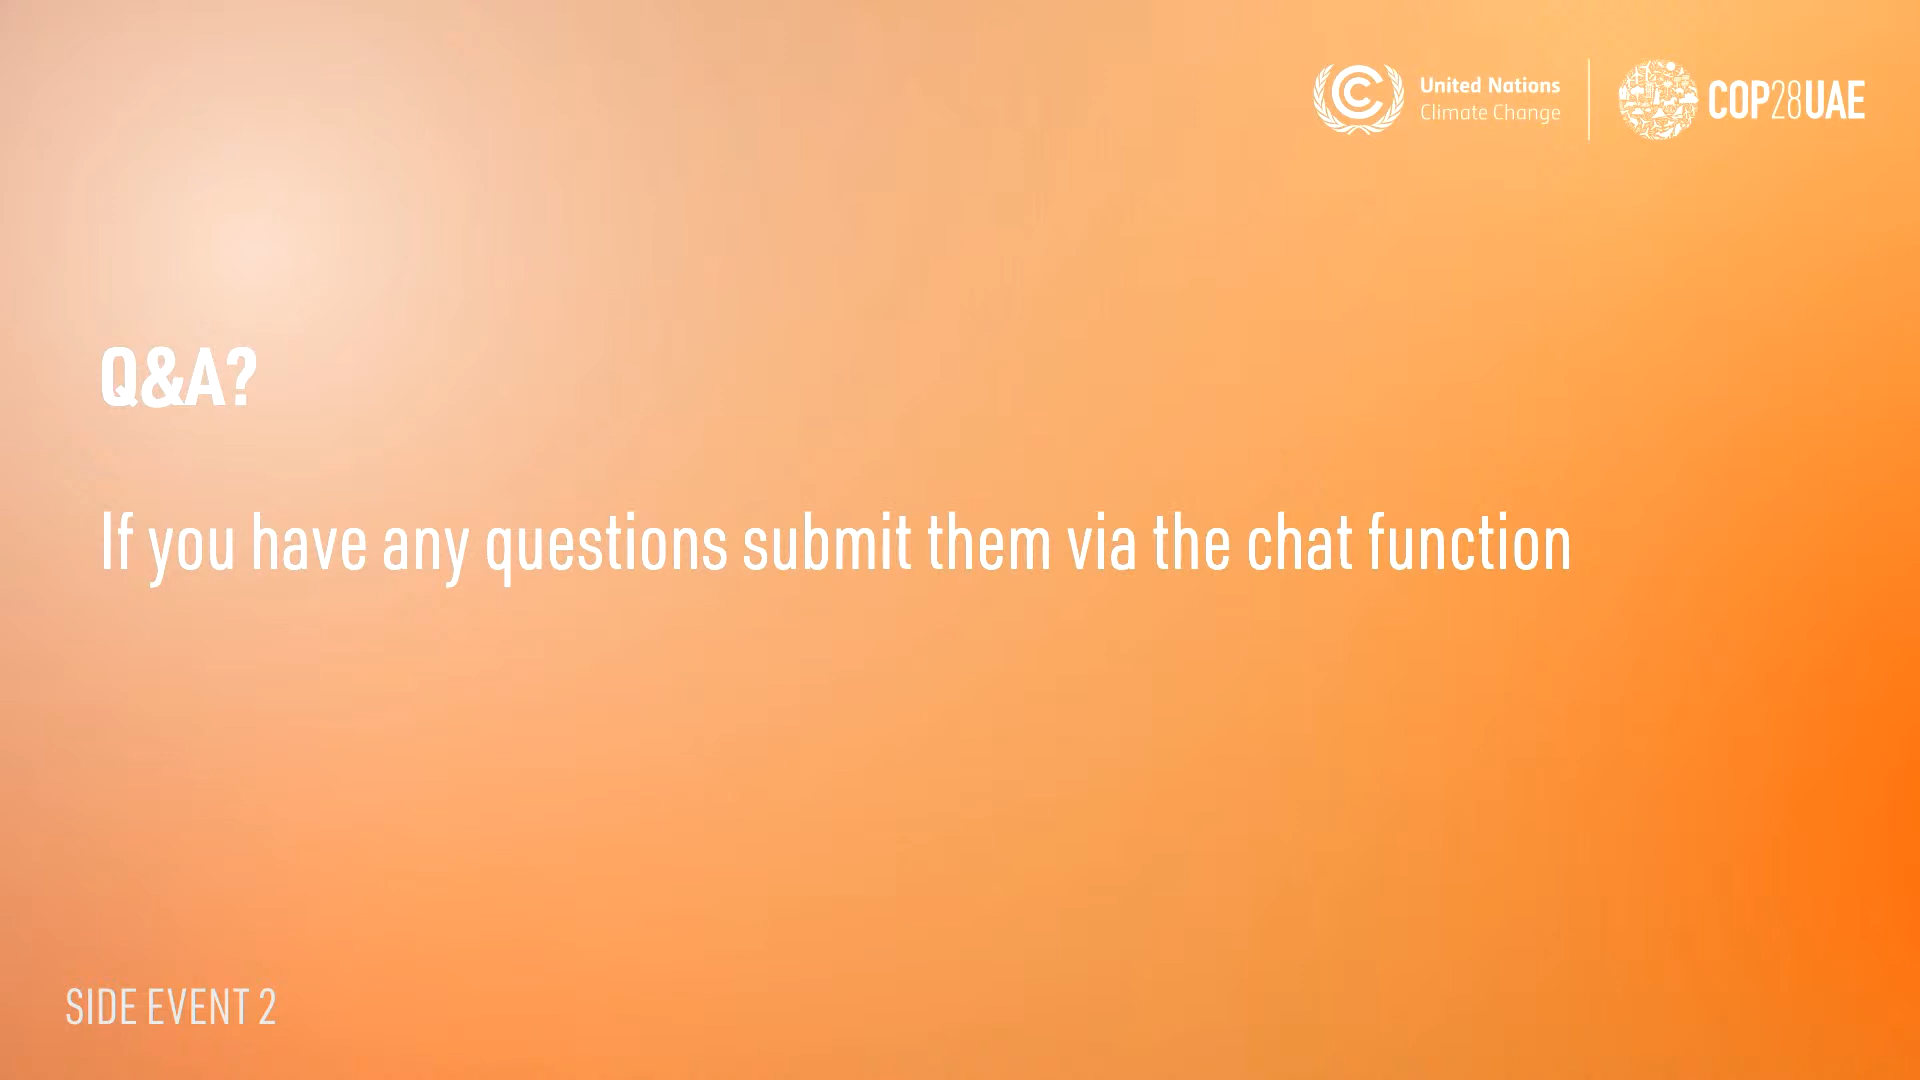 United Nations
Climate Change
COP28UAE
Q&A?
If you have any questions submit them via the chat function
SIDE EVENT 2